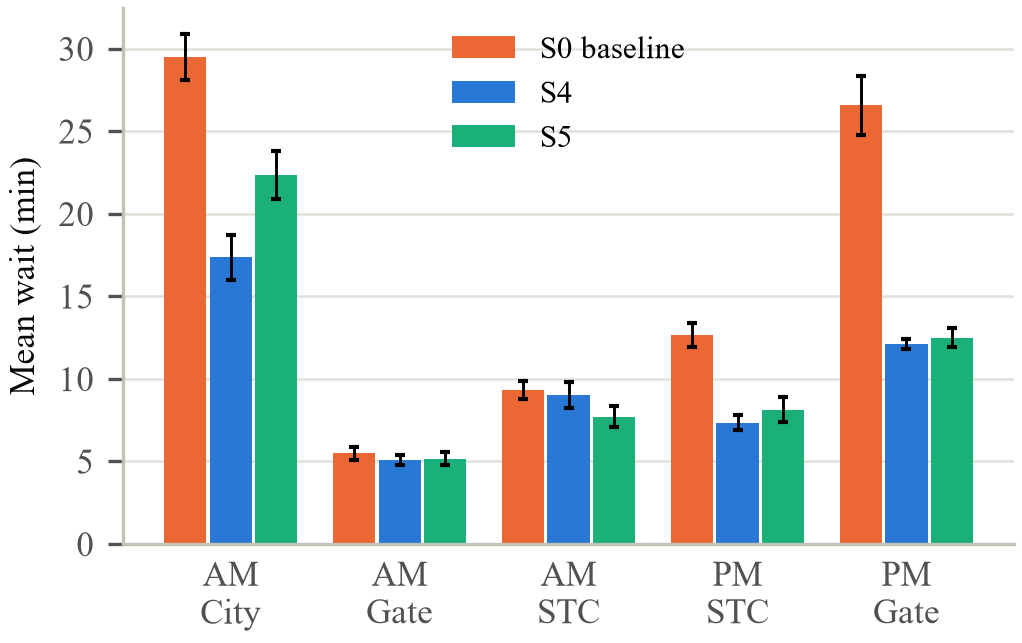 Mean wait (min)
30
25
20
15
10
5
0
S0 baseline
S4
S5
AM
City
AM
Gate
AM
STC
PM
STC
PM
Gate